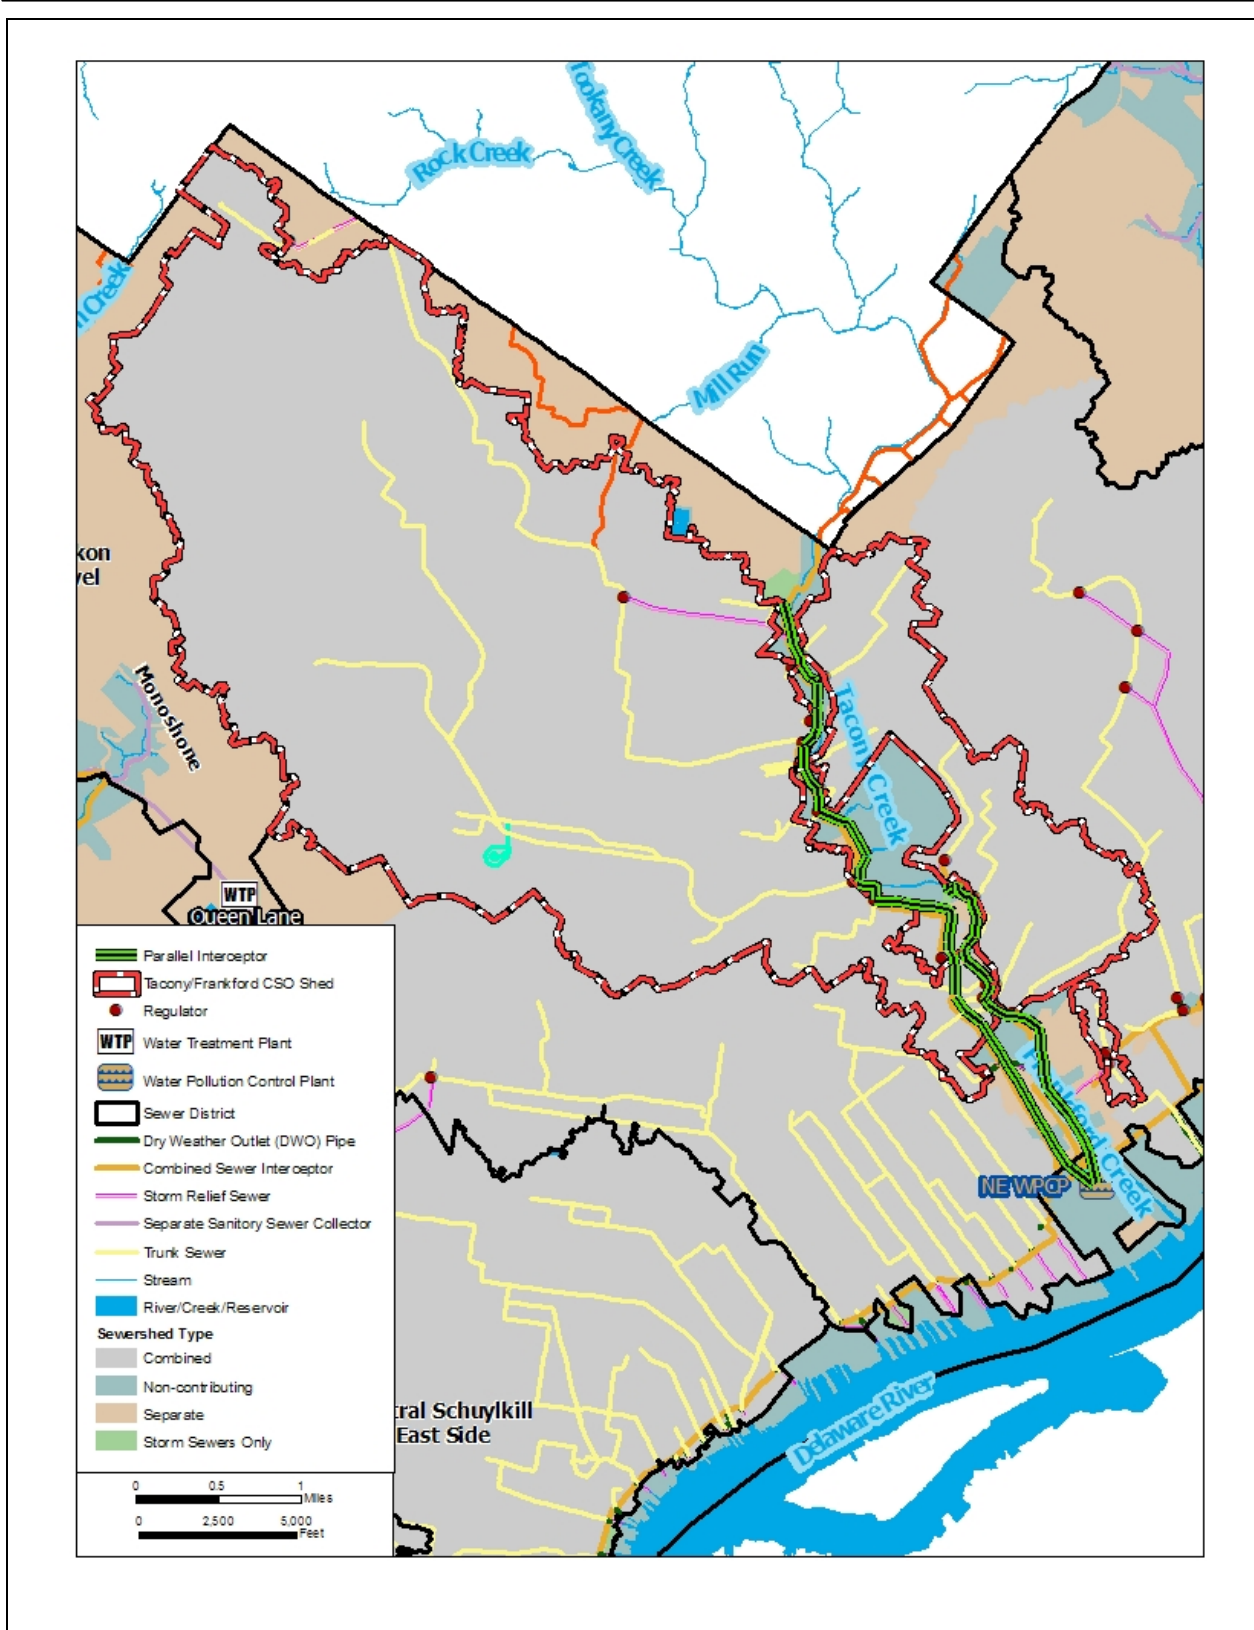 Tookany Creek
Rock Creek
Creek
Mill Run
kon
vel
Monoshone
Tacony Creek
WTP
Queen Lane
Parallel Interceptor
Tacony/Frankford CSO Shed
Regulator
WTP Water Treatment Plant
Water Pollution Control Plant
Sewer District
Dry Weather Outlet (DWO) Pipe
Combined Sewer Interceptor
Storm Relief Sewer
Separate Sanitory Sewer Collector
Trunk Sewer
Stream
River/Creek/Reservoir
Sewershed Type
Combined
Non-contributing
Separate
Storm Sewers Only
0 0.5 1
Miles
0 2,500 5,000
Feet
Frankford Creek
NE WPCP
tral Schuylkill
East Side
Delaware River